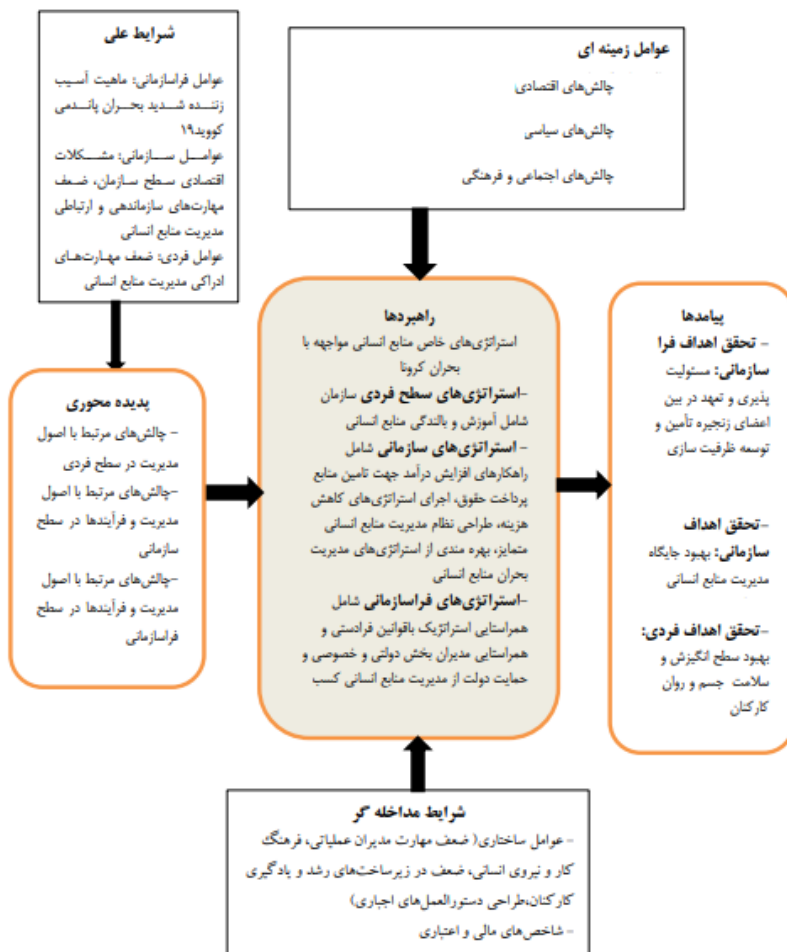 شرایط علی
عوامل فراسازمانی: ماهیت آسیب
زننده شدید بحران پاندمی
کووید۱۹
عوامل سازمانی: مشکلات
اقتصادی سطح سازمان، ضعف
مهارت‌های سازماندهی و ارتباطی
مدیریت منابع انسانی
عوامل فردی: ضعف مهارت‌های
ادراکی مدیریت منابع انسانی
عوامل زمینه ای
چالش‌های اقتصادی
چالش‌های سیاسی
چالش‌های اجتماعی و فرهنگی
پدیده محوری
- چالش‌های مرتبط با اصول
مدیریت در سطح فردی
-چالش‌های مرتبط با اصول
مدیریت و فرآیندها در سطح
سازمانی
-چالش‌های مرتبط با اصول
مدیریت و فرآیندها در سطح
فراسازمانی
راهبردها
استراتژی‌های خاص منابع انسانی مواجهه با
بحران کرونا
-استراتژی‌های سطح فردی سازمان
شامل آموزش و بالندگی منابع انسانی
- استراتژی‌های سازمانی شامل
راهکارهای افزایش درآمد جهت تامین منابع
پرداخت حقوق، اجرای استراتژی‌های کاهش
هزینه، طراحی نظام مدیریت منابع انسانی
متمایز، بهره مندی از استراتژی‌های مدیریت
بحران منابع انسانی
-استراتژی‌های فراسازمانی شامل
همراستایی استراتژیک باقوانین فرادستی و
همراستایی مدیران بخش دولتی و خصوصی و
حمایت دولت از مدیریت منابع انسانی کسب
پیامدها
- تحقق اهداف فرا
سازمانی: مسئولیت
پذیری و تعهد در بین
اعضای زنجیره تأمین و
توسعه ظرفیت سازی
-تحقق اهداف
سازمانی: بهبود جایگاه
مدیریت منابع انسانی
-تحقق اهداف فردی:
بهبود سطح انگیزش و
سلامت جسم و روان
کارکنان
شرایط مداخله گر
- عوامل ساختاری( ضعف مهارت مدیران عملیاتی، فرهنگ
کار و نیروی انسانی، ضعف در زیرساخت‌های رشد و یادگیری
کارکنان،طراحی دستورالعمل‌های اجباری)
- شاخص‌های مالی و اعتباری